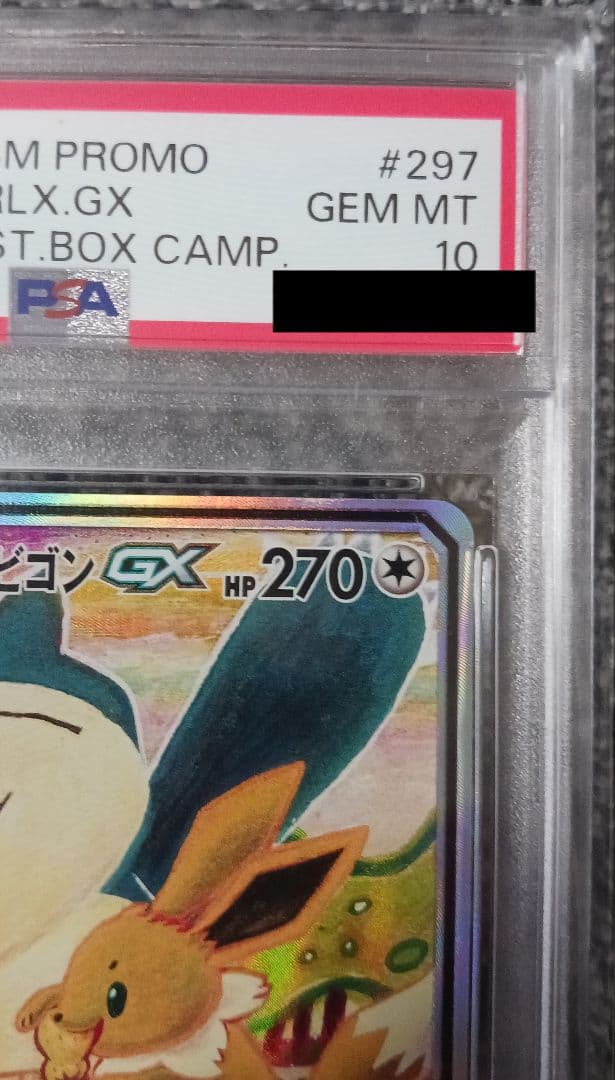 M PROMO #297
RLX.GX GEM MT
ST.BOX CAMP. 10
PSA
ビゴン GX HP 270